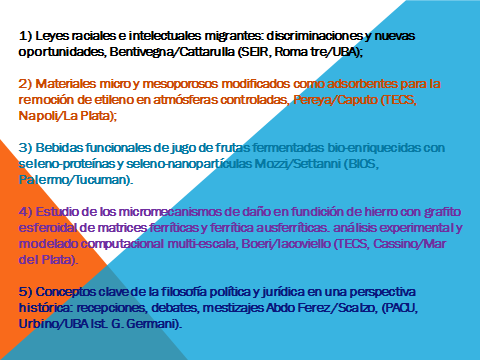 1) Leyes raciales e intelectuales migrantes: discriminaciones y nuevas
oportunidades, Bentivegna/Cattarulla (SEIR, Roma tre/UBA);
2) Materiales micro y mesoporosos modificados como adsorbentes para la
remoción de etileno en atmósferas controladas, Pereya/Caputo (TECS,
Napoli/La Plata);
3) Bebidas funcionales de jugo de frutas fermentadas bio-enriquecidas con
seleno-proteínas y seleno-nanopartículas Mozzi/Settanni (BIOS,
Palermo/Tucuman).
4) Estudio de los micromecanismos de daño en fundición de hierro con grafito
esferoidal de matrices ferríticas y ferrítica ausferríticas. análisis experimental y
modelado computacional multi-escala, Boeri/Iacoviello (TECS, Cassino/Mar
del Plata).
5) Conceptos clave de la filosofía política y jurídica en una perspectiva
histórica: recepciones, debates, mestizajes Abdo Ferez/Scalzo, (PACU,
Urbino/UBA Ist. G. Germani).